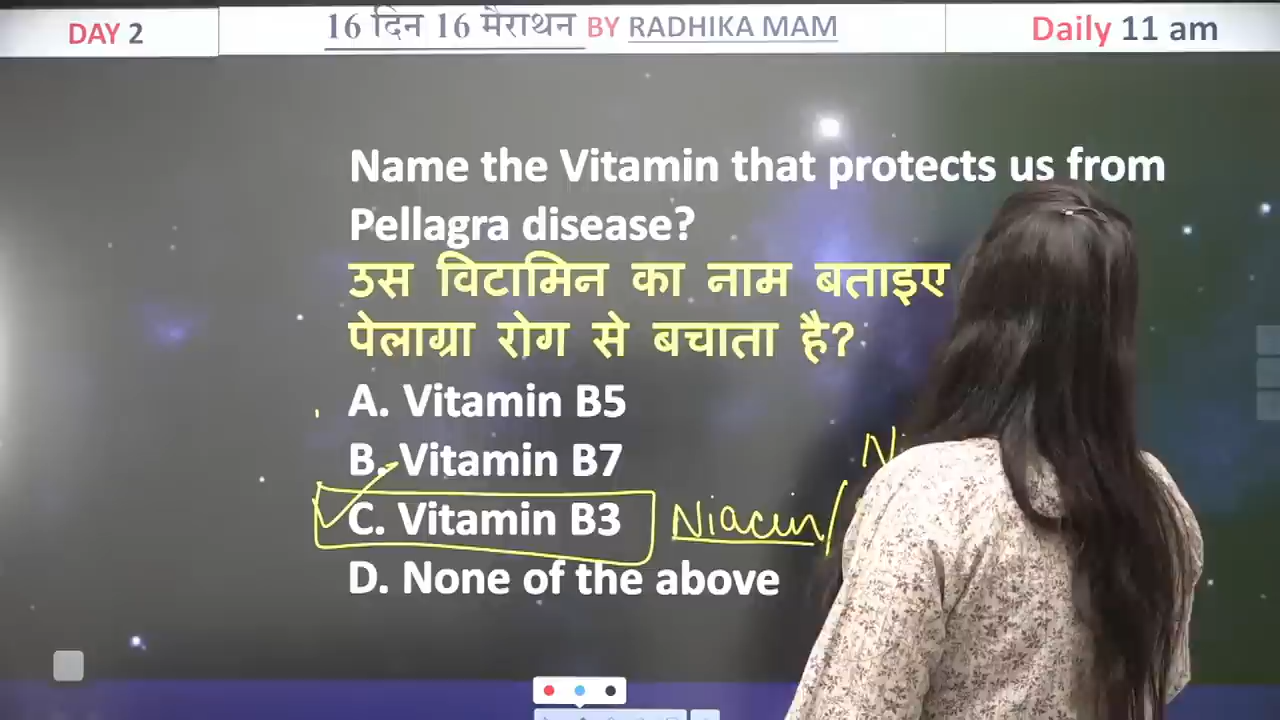 DAY 2
16 दिन 16 मैराथन BY RADHIKA MAM
Daily 11 am
Name the Vitamin that protects us from
Pellagra disease?
उस विटामिन का नाम बताइए
पेलाग्रा रोग से बचाता है?
A. Vitamin B5
B. Vitamin B7
C. Vitamin B3
Niacin/
D. None of the above